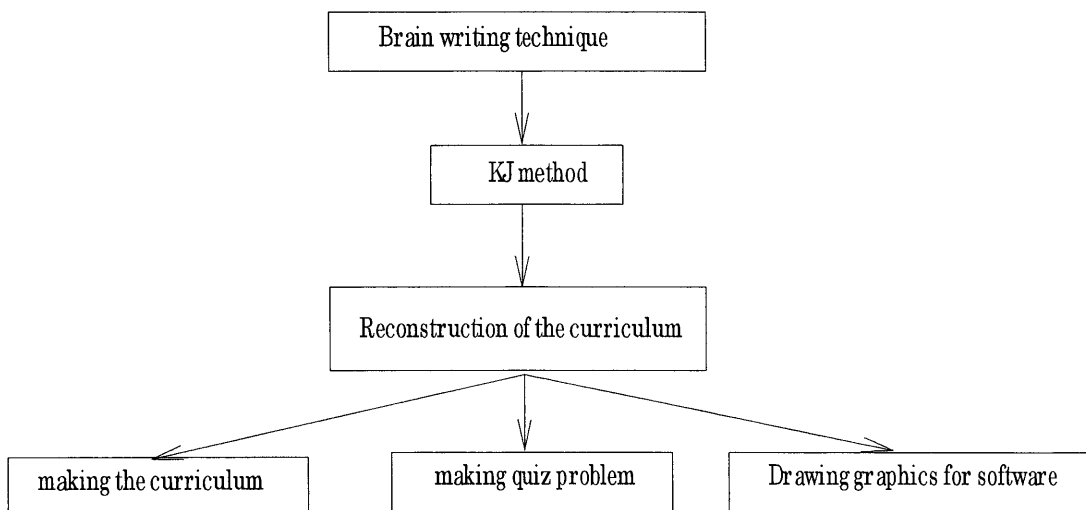 Brain writing technique
KJ method
Reconstruction of the curriculum
making the curriculum
making quiz problem
Drawing graphics for software